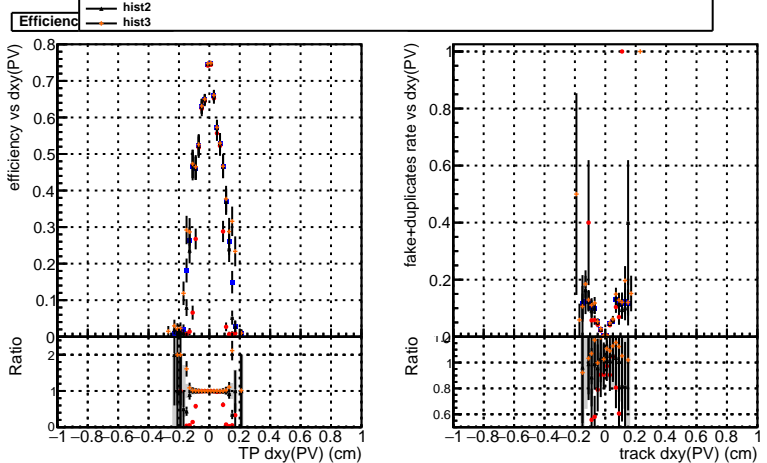 hist2
Efficienc
hist3
efficiency vs dxy(PV)
0.8
0.7
0.6
0.5
0.4
0.3
0.2
0.1
0
Ratio
2
1
0
−1 −0.8 −0.6 −0.4 −0.2 0 0.2 0.4 0.6 0.8 1
TP dxy(PV) (cm)
fake+duplicates rate vs dxy(PV)
1
0.8
0.6
0.4
0.2
Ratio
1.0
0.8
0.6
−1 −0.8 −0.6 −0.4 −0.2 0 0.2 0.4 0.6 0.8 1
track dxy(PV) (cm)